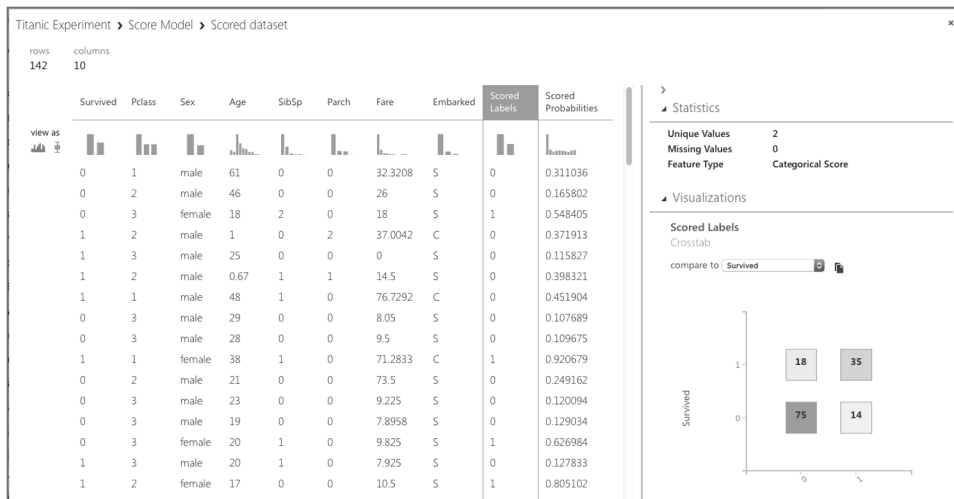 Titanic Experiment > Score Model > Scored dataset
×
rows columns
142 10
Survived Pclass Sex Age SibSp Parch Fare Embarked Scored Labels Scored Probabilities
view as
0 1 male 61 0 0 32.3208 S 0 0.311036
0 2 male 46 0 0 26 S 0 0.165802
0 3 female 18 2 0 18 S 1 0.548405
1 2 male 1 0 2 37.0042 C 0 0.371913
1 3 male 25 0 0 0 S 0 0.115827
1 2 male 0.67 1 1 14.5 S 0 0.398321
1 1 male 48 1 0 76.7292 C 0 0.451904
0 3 male 29 0 0 8.05 S 0 0.107689
0 3 male 28 0 0 9.5 S 0 0.109675
1 1 female 38 1 0 71.2833 C 1 0.920679
0 2 male 21 0 0 73.5 S 0 0.249162
0 3 male 23 0 0 9.225 S 0 0.120094
0 3 male 19 0 0 7.8958 S 0 0.129034
0 3 female 20 1 0 9.825 S 1 0.626984
1 3 male 20 1 0 7.925 S 0 0.127833
1 2 female 17 0 0 10.5 S 1 0.805102
Statistics
Unique Values 2
Missing Values 0
Feature Type Categorical Score
Visualizations
Scored Labels
Crosstab
compare to Survived
1 18 35
Survived
0 75 14
0 1